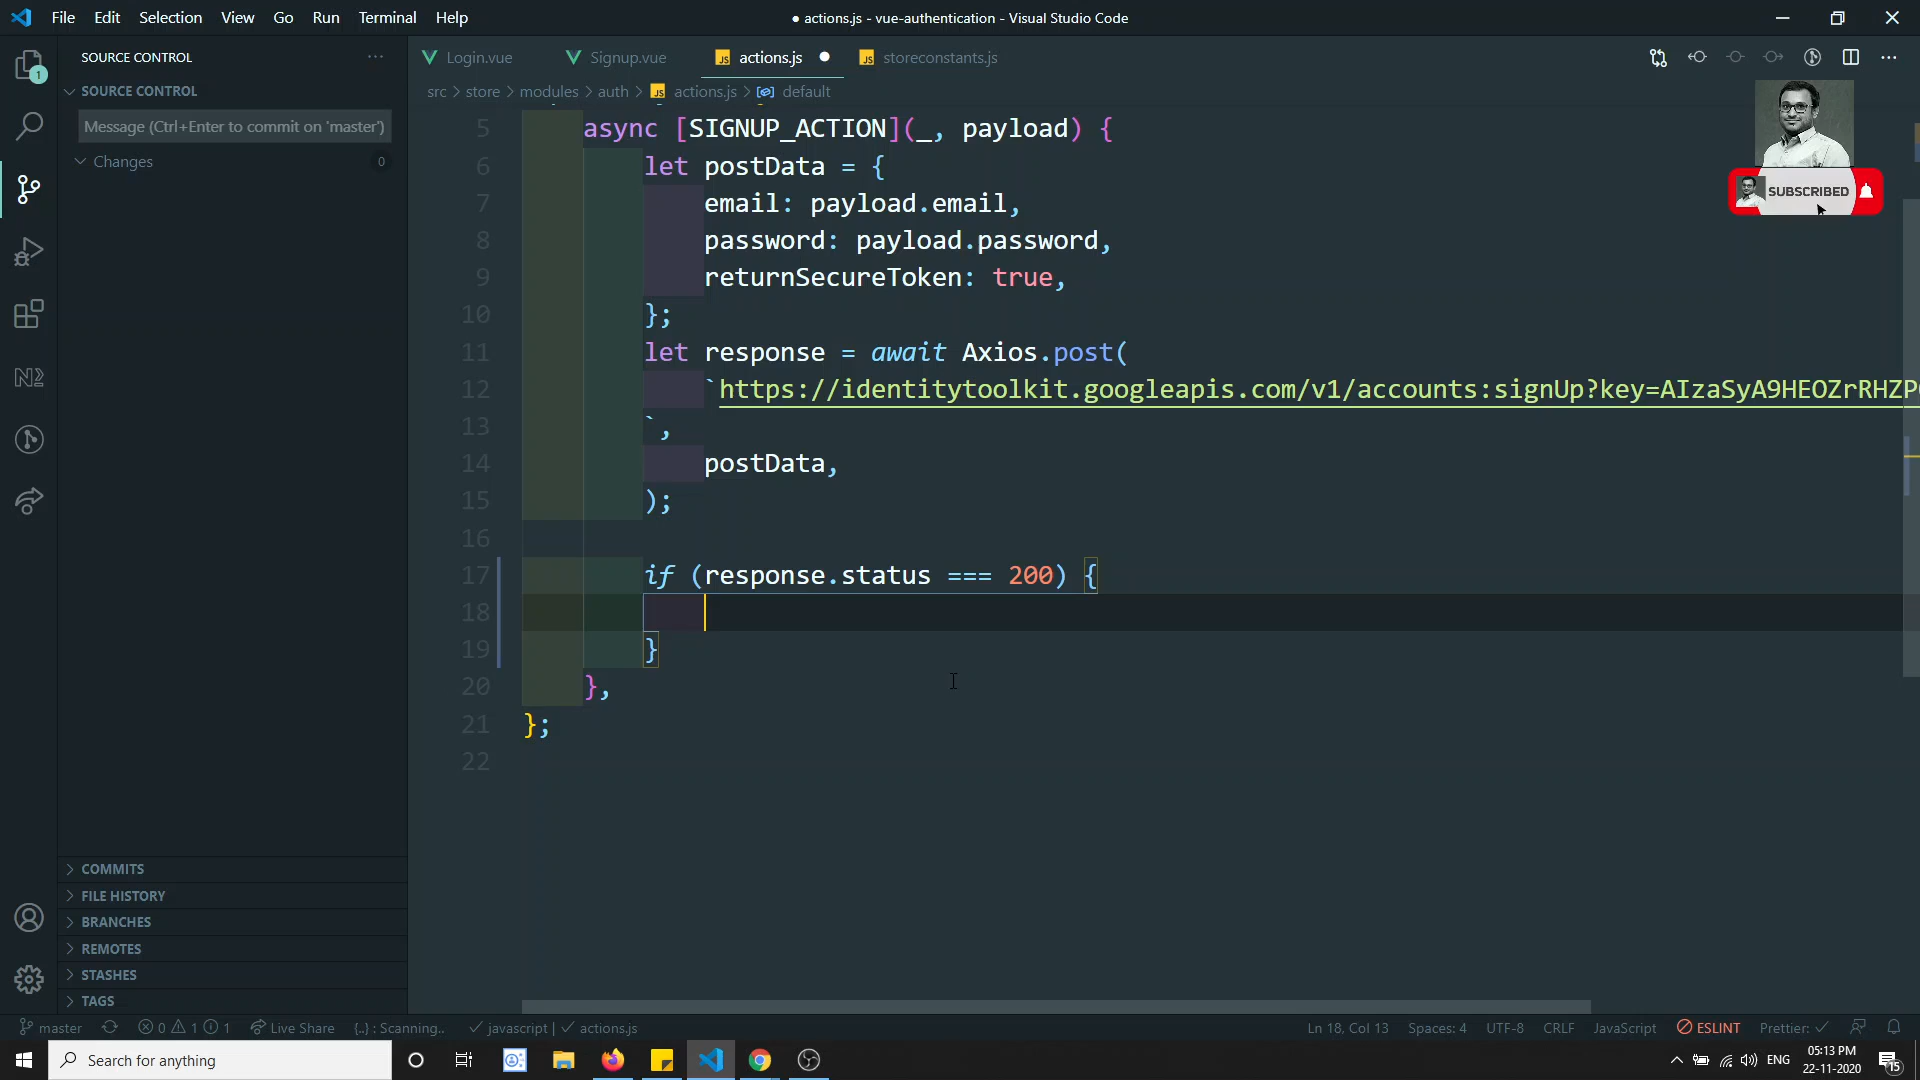 File Edit Selection View Go Run Terminal Help
● actions.js - vue-authentication - Visual Studio Code
SOURCE CONTROL
Login.vue
Signup.vue
actions.js
storeconstants.js
SOURCE CONTROL
src > store > modules > auth > actions.js > default
Message (Ctrl+Enter to commit on 'master')
Changes 0
1
SUBSCRIBED
5 async [SIGNUP_ACTION](_, payload) {
6 let postData = {
7 email: payload.email,
8 password: payload.password,
9 returnSecureToken: true,
10 };
11 let response = await Axios.post(
12 `https://identitytoolkit.googleapis.com/v1/accounts:signUp?key=AIzaSyA9HEOZrRHZP
13 `,
14 postData,
15 );
16
17 if (response.status === 200) {
18
19 }
20 },
21 };
22
COMMITS
FILE HISTORY
BRANCHES
REMOTES
STASHES
TAGS
master 0 1 1 Live Share {..} : Scanning.. ✓ javascript | ✓ actions.js
Ln 18, Col 13 Spaces: 4 UTF-8 CRLF JavaScript ESLINT Prettier: ✓
Search for anything
ENG
05:13 PM
22-11-2020
15